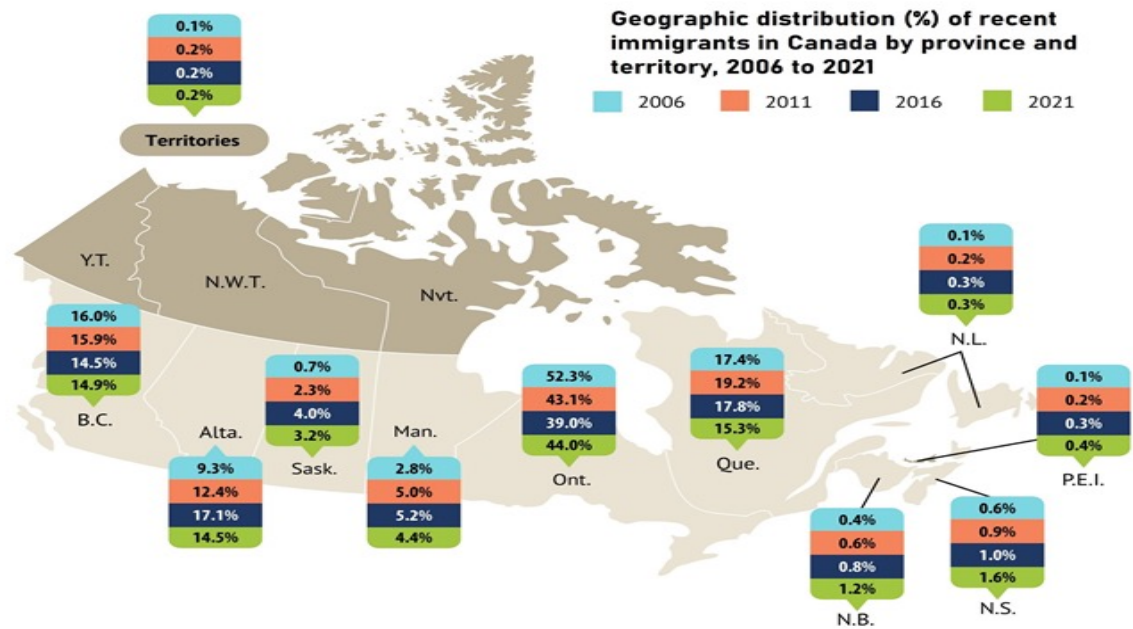 Geographic distribution (%) of recent
immigrants in Canada by province and
territory, 2006 to 2021
2006 2011 2016 2021
0.1%
0.2%
0.2%
0.2%
Territories
Y.T.
N.W.T.
Nvt.
16.0%
15.9%
14.5%
14.9%
B.C.
Alta.
9.3%
12.4%
17.1%
14.5%
0.7%
2.3%
4.0%
3.2%
Sask.
Man.
2.8%
5.0%
5.2%
4.4%
52.3%
43.1%
39.0%
44.0%
Ont.
17.4%
19.2%
17.8%
15.3%
Que.
0.1%
0.2%
0.3%
0.3%
N.L.
0.1%
0.2%
0.3%
0.4%
P.E.I.
0.4%
0.6%
0.8%
1.2%
N.B.
0.6%
0.9%
1.0%
1.6%
N.S.